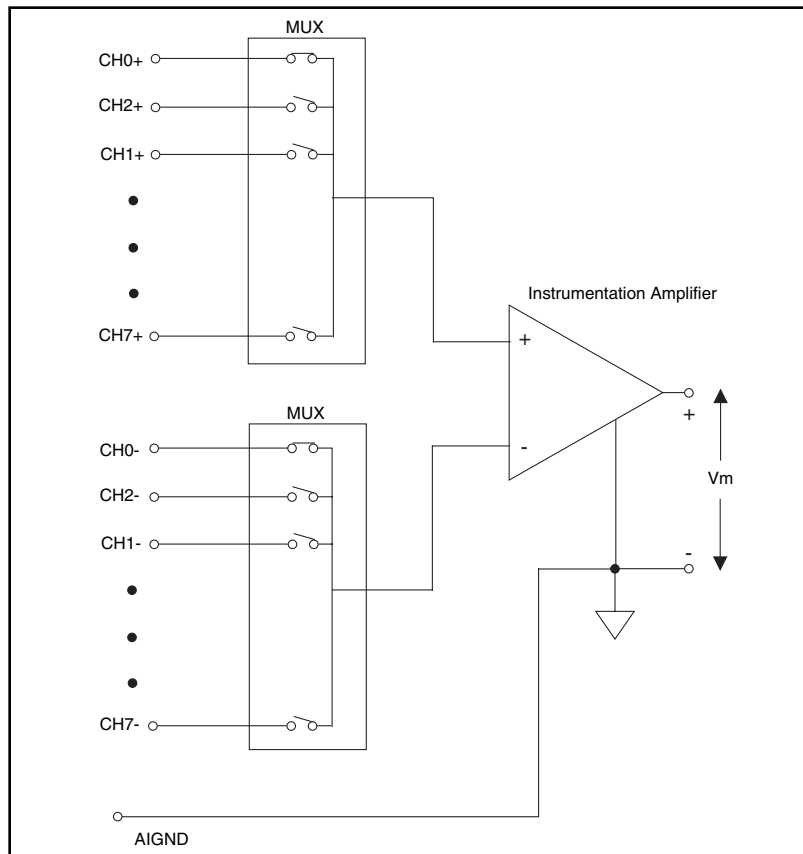 MUX
CH0+
CH2+
CH1+
CH7+
Instrumentation Amplifier
+
-
+
Vm
-
MUX
CH0-
CH2-
CH1-
CH7-
AIGND